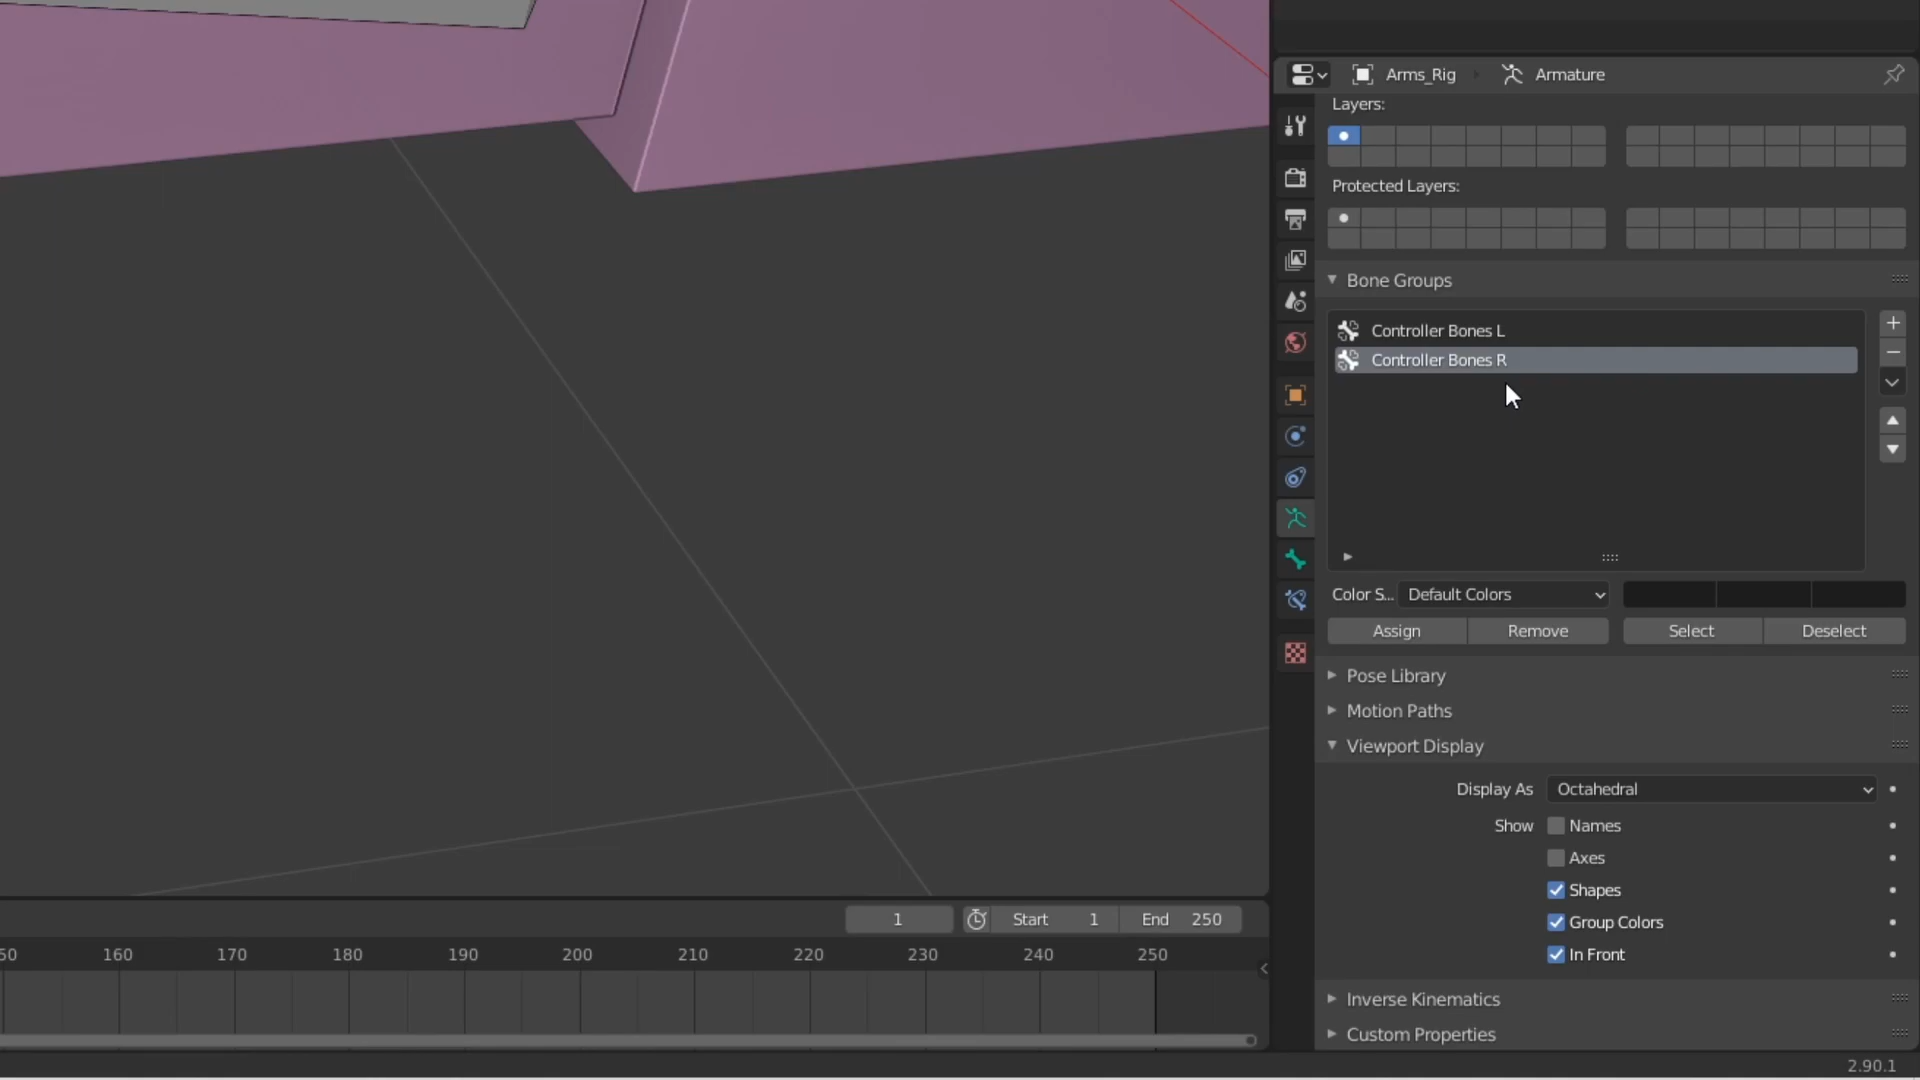 Arms_Rig Armature
Layers:
Protected Layers:
Bone Groups
Controller Bones L
Controller Bones R
Color S... Default Colors
Assign Remove Select Deselect
Pose Library
Motion Paths
Viewport Display
Display As Octahedral
Show Names
Axes
Shapes
Group Colors
In Front
Inverse Kinematics
Custom Properties
1 Start 1 End 250
50 160 170 180 190 200 210 220 230 240 250
2.90.1